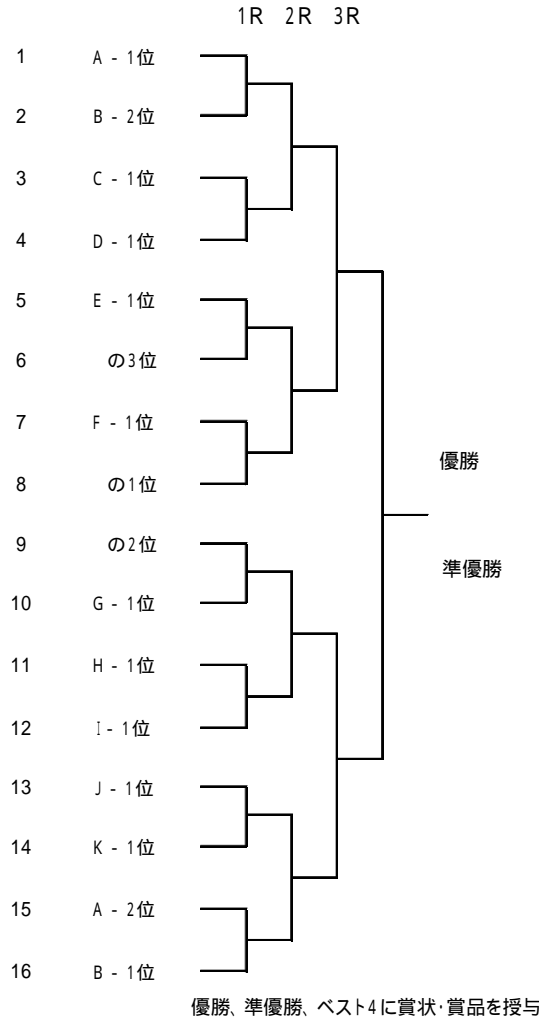 1R 2R 3R
1 A - 1位
2 B - 2位
3 C - 1位
4 D - 1位
5 E - 1位
6 の3位
7 F - 1位
8 の1位
優勝
準優勝
9 の2位
10 G - 1位
11 H - 1位
12 I - 1位
13 J - 1位
14 K - 1位
15 A - 2位
16 B - 1位
優勝、準優勝、ベスト4に賞状・賞品を授与